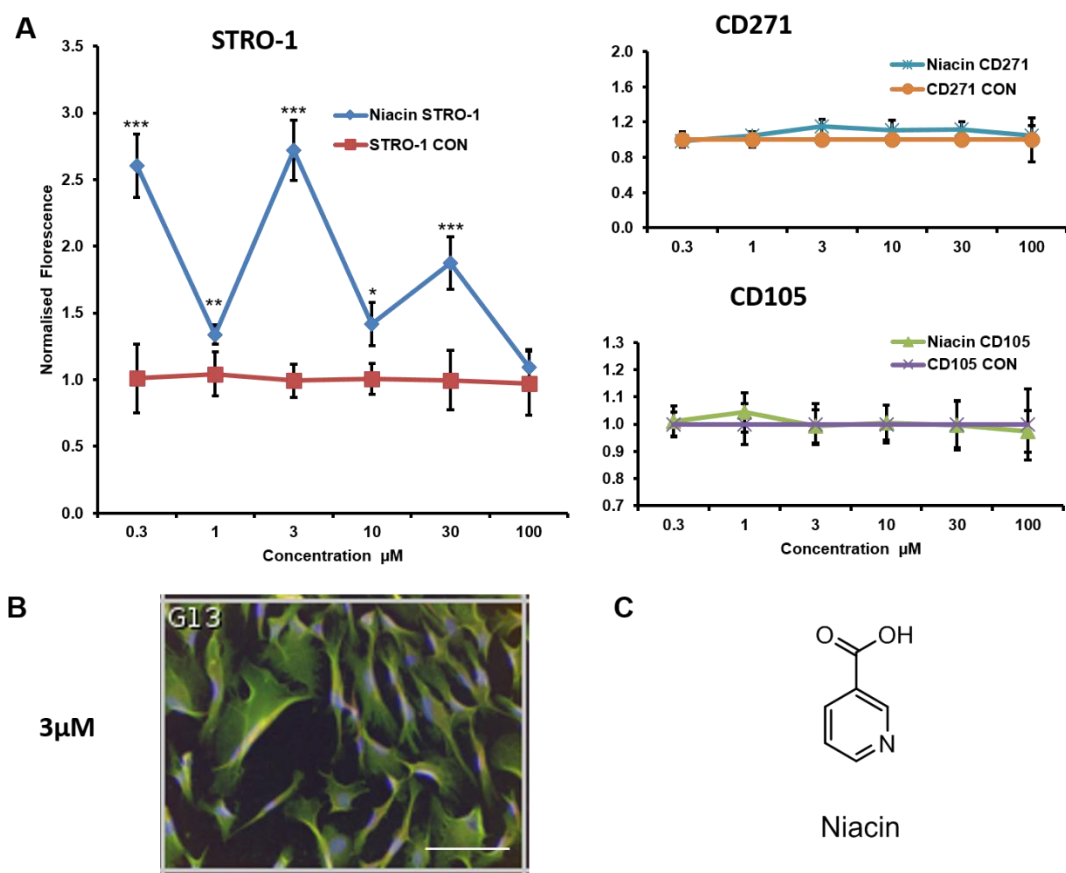 A
STRO-1
3.5
3.0
2.5
2.0
1.5
1.0
0.5
0.0
Normalised Florescence
***
**
***
*
***
Niacin STRO-1
STRO-1 CON
0.3 1 3 10 30 100
Concentration µM
CD271
2.0
1.6
1.2
0.8
0.4
0.0
Niacin CD271
CD271 CON
0.3 1 3 10 30 100
CD105
1.3
1.2
1.1
1.0
0.9
0.8
0.7
Niacin CD105
CD105 CON
0.3 1 3 10 30 100
Concentration µM
B
3µM
G13
C
O
OH
N
Niacin